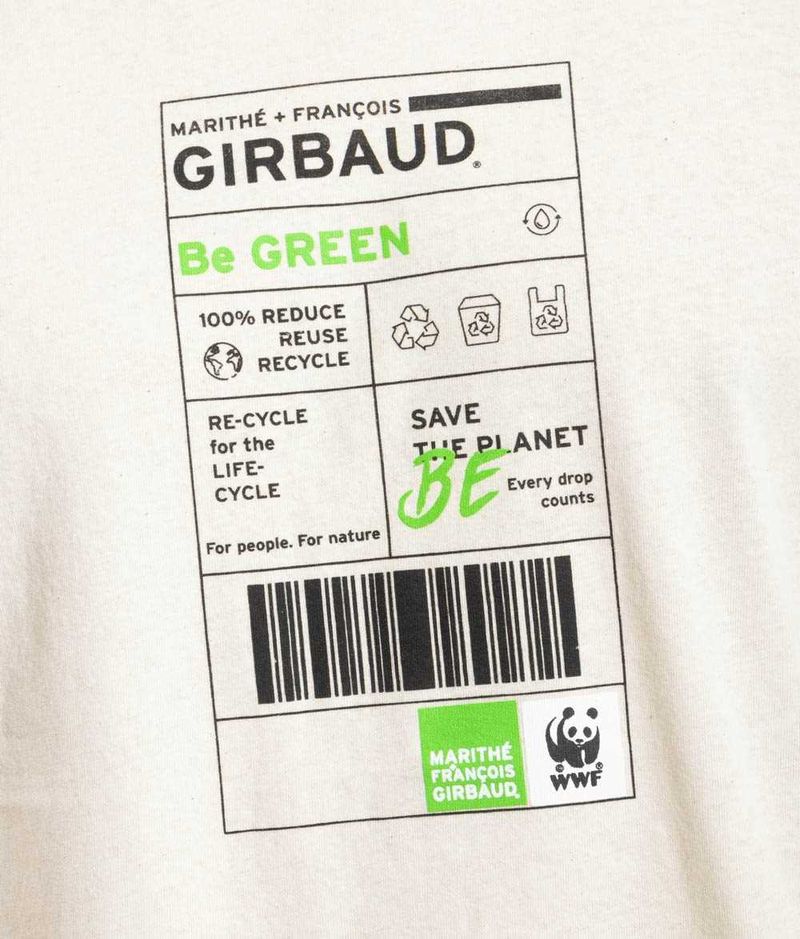 MARITHÉ + FRANÇOIS
GIRBAUD®
Be GREEN
100% REDUCE
REUSE
RECYCLE
RE-CYCLE
for the
LIFE-
CYCLE
For people. For nature
SAVE
THE PLANET
BE
Every drop
counts
MARITHÉ
+
FRANÇOIS
GIRBAUD®
© WWF®